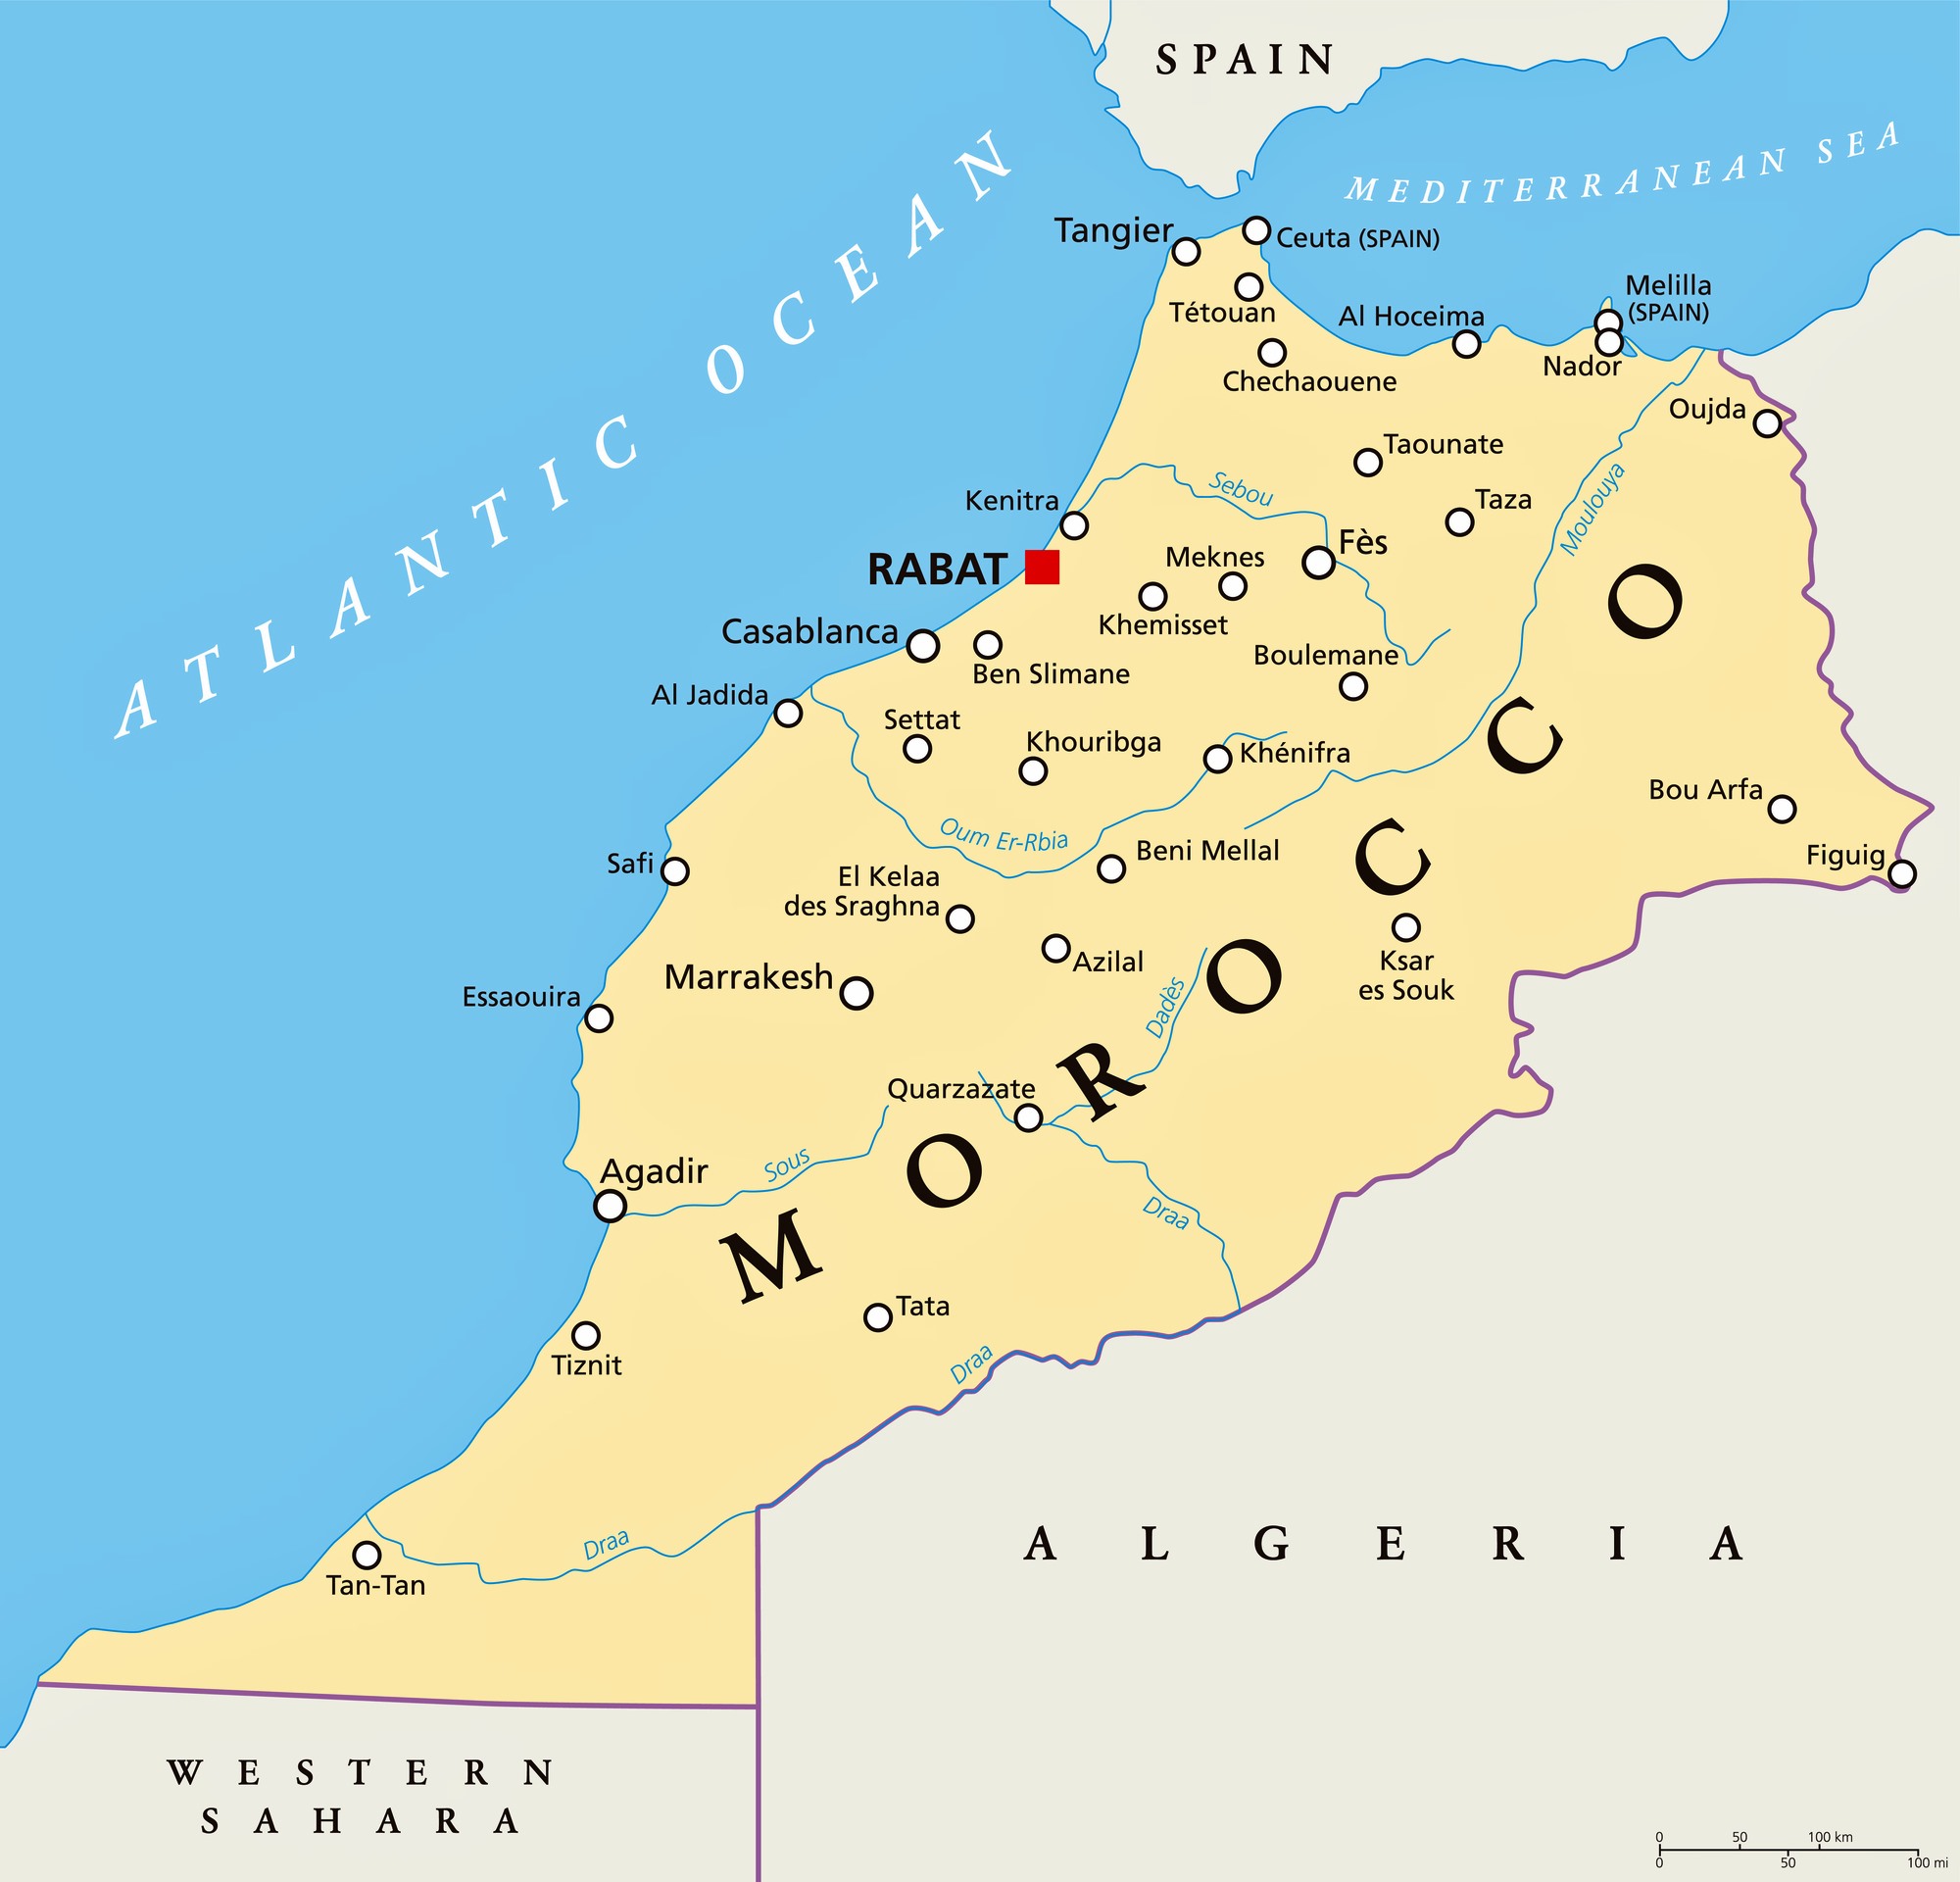 SPAIN
ATLANTIC OCEAN
MEDITERRANEAN SEA
Tangier
Ceuta (SPAIN)
Tétouan
Melilla
(SPAIN)
Al Hoceima
Nador
Chechaouene
Oujda
Taounate
Sebou
Kenitra
Taza
Moulouya
Fès
RABAT
Meknes
Khemisset
Casablanca
Ben Slimane
Boulemane
Al Jadida
Settat
Khouribga
Khénifra
Bou Arfa
Oum Er-Rbia
Beni Mellal
Figuig
Safi
El Kelaa
des Sraghna
Azilal
Ksar
es Souk
Marrakesh
Essaouira
Dadès
Quarzazate
MOROCCO
Agadir
Sous
Draa
Tata
Tiznit
Draa
Draa
Tan-Tan
ALGERIA
WESTERN
SAHARA
0 50 100 km
0 50 100 mi